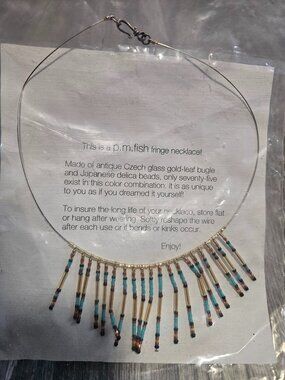 This is a p.m.fish ringe necklace!
Made of antique Czech glass gold-leaf bugle
and Japanese delica beads, only seventy-five
exist in this color combination. It is as unique
to you as if you dreamed it yourself!
To insure the long life of your necklace, store flat
or hang after wearing. Softly reshape the wire
after each use or if bends or kinks occur.
Enjoy!